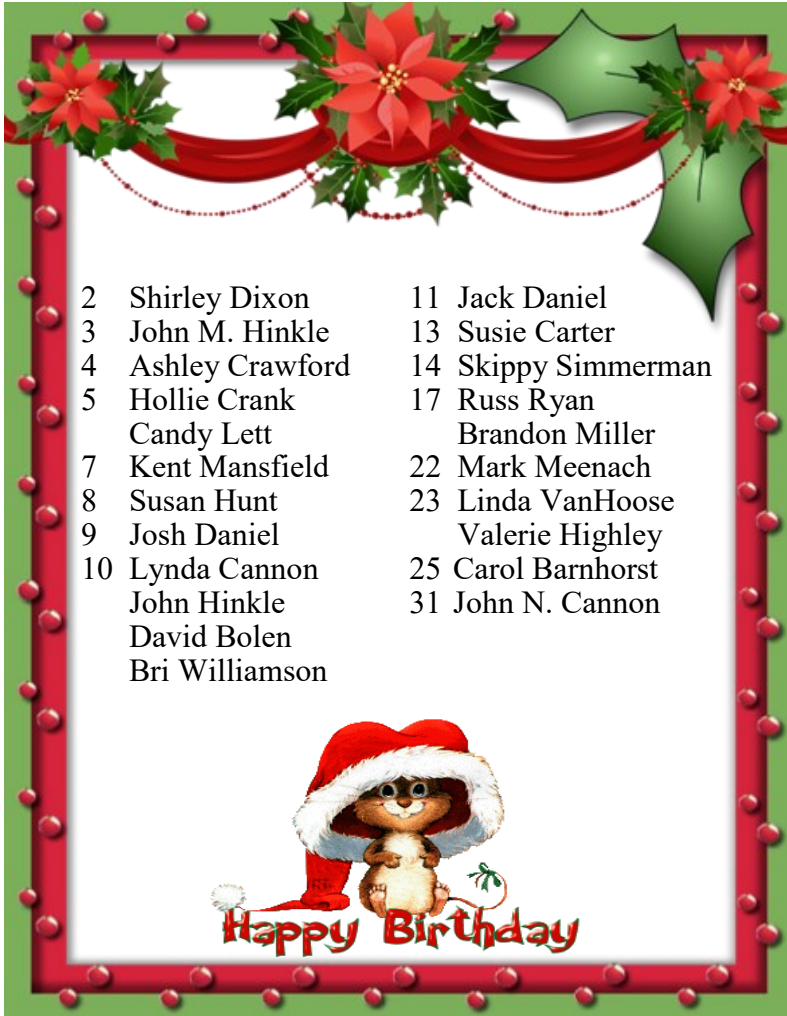 2 Shirley Dixon
3 John M. Hinkle
4 Ashley Crawford
5 Hollie Crank
Candy Lett
7 Kent Mansfield
8 Susan Hunt
9 Josh Daniel
10 Lynda Cannon
John Hinkle
David Bolen
Bri Williamson
11 Jack Daniel
13 Susie Carter
14 Skippy Simmerman
17 Russ Ryan
Brandon Miller
22 Mark Meenach
23 Linda VanHoose
Valerie Highley
25 Carol Barnhorst
31 John N. Cannon
Happy Birthday